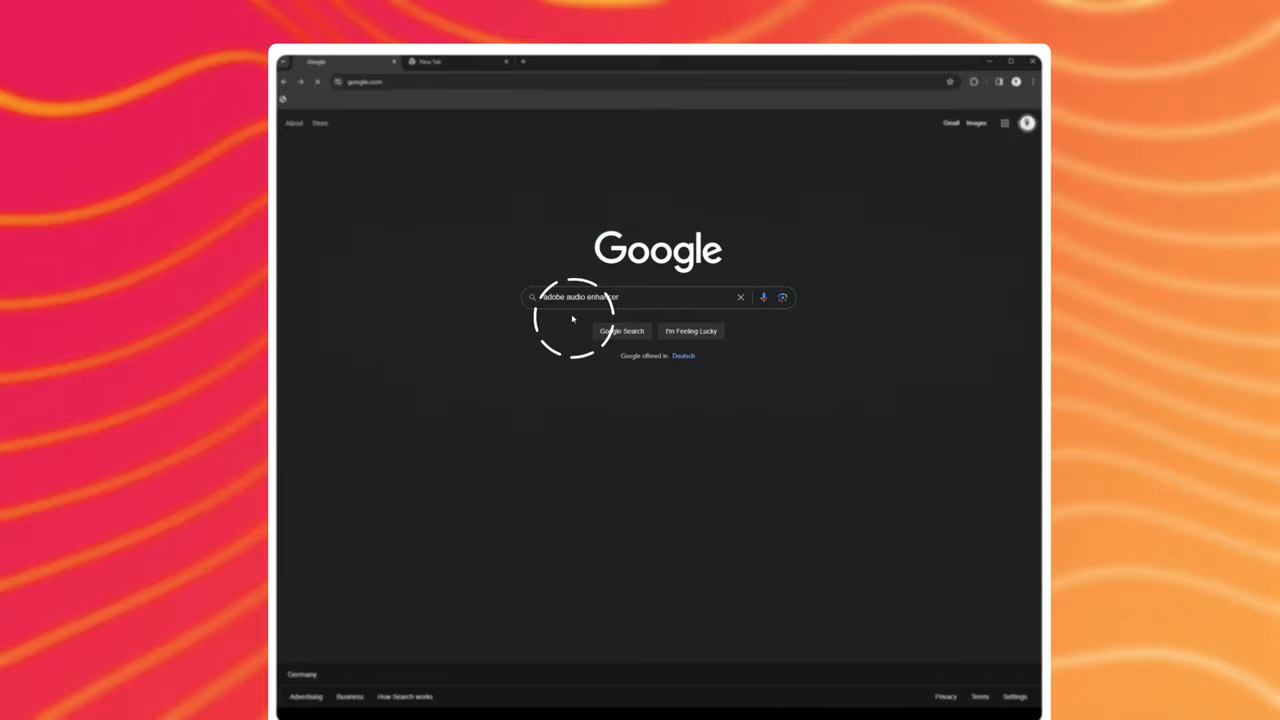 Google
New Tab
google.com
About Store
Gmail Images
Google
adobe audio enhancer
Google Search I'm Feeling Lucky
Google offered in: Deutsch
Germany
Advertising Business How Search works
Privacy Terms Settings